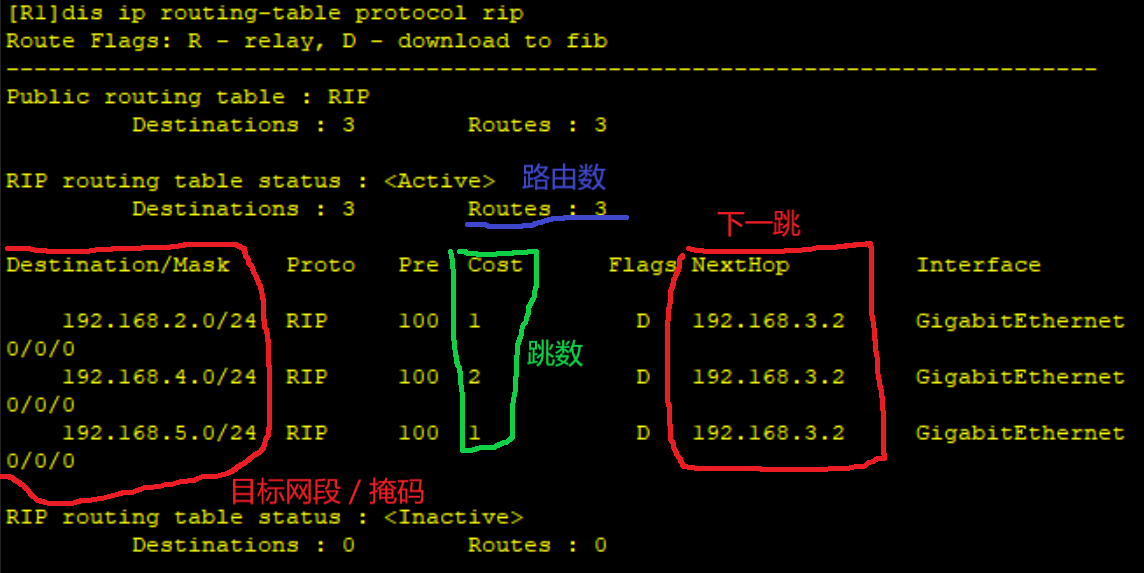 [R1]dis ip routing-table protocol rip
Route Flags: R - relay, D - download to fib
------------------------------------------------------------------------------
Public routing table : RIP
Destinations : 3 Routes : 3
RIP routing table status : <Active> 路由数
Destinations : 3 Routes : 3
下一跳
Destination/Mask Proto Pre Cost Flags NextHop Interface
192.168.2.0/24 RIP 100 1 D 192.168.3.2 GigabitEthernet
0/0/0
跳数
192.168.4.0/24 RIP 100 2 D 192.168.3.2 GigabitEthernet
0/0/0
192.168.5.0/24 RIP 100 1 D 192.168.3.2 GigabitEthernet
0/0/0
目标网段 / 掩码
RIP routing table status : <Inactive>
Destinations : 0 Routes : 0